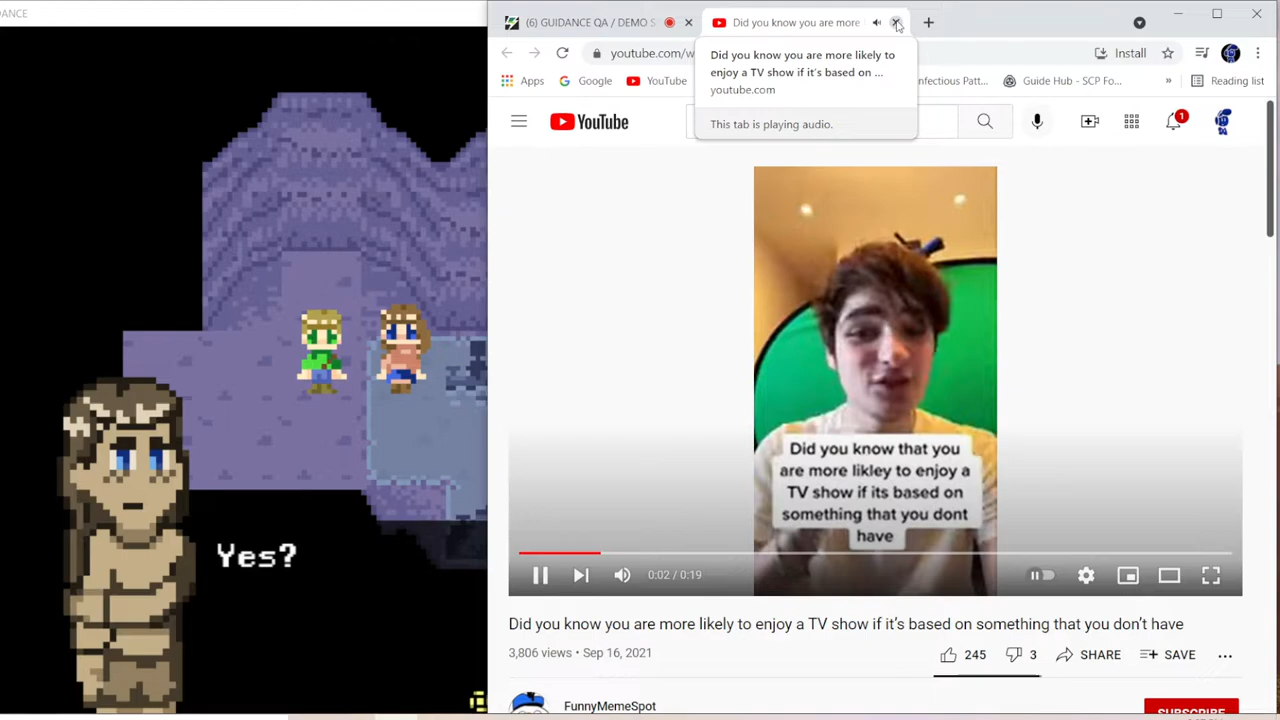 DANCE
Yes?
(6) GUIDANCE QA / DEMO S
Did you know you are more
youtube.com/w
Install
Apps
Google
YouTube
nfectious Patt...
Guide Hub - SCP Fo...
»
Reading list
Did you know you are more likely to
enjoy a TV show if it's based on ...
youtube.com
This tab is playing audio.
YouTube
1
Did you know that you
are more likley to enjoy a
TV show if its based on
something that you dont
have
0:02 / 0:19
Did you know you are more likely to enjoy a TV show if it's based on something that you don't have
3,806 views • Sep 16, 2021
245
3
SHARE
SAVE
FunnyMemeSpot
SUBSCRIBE